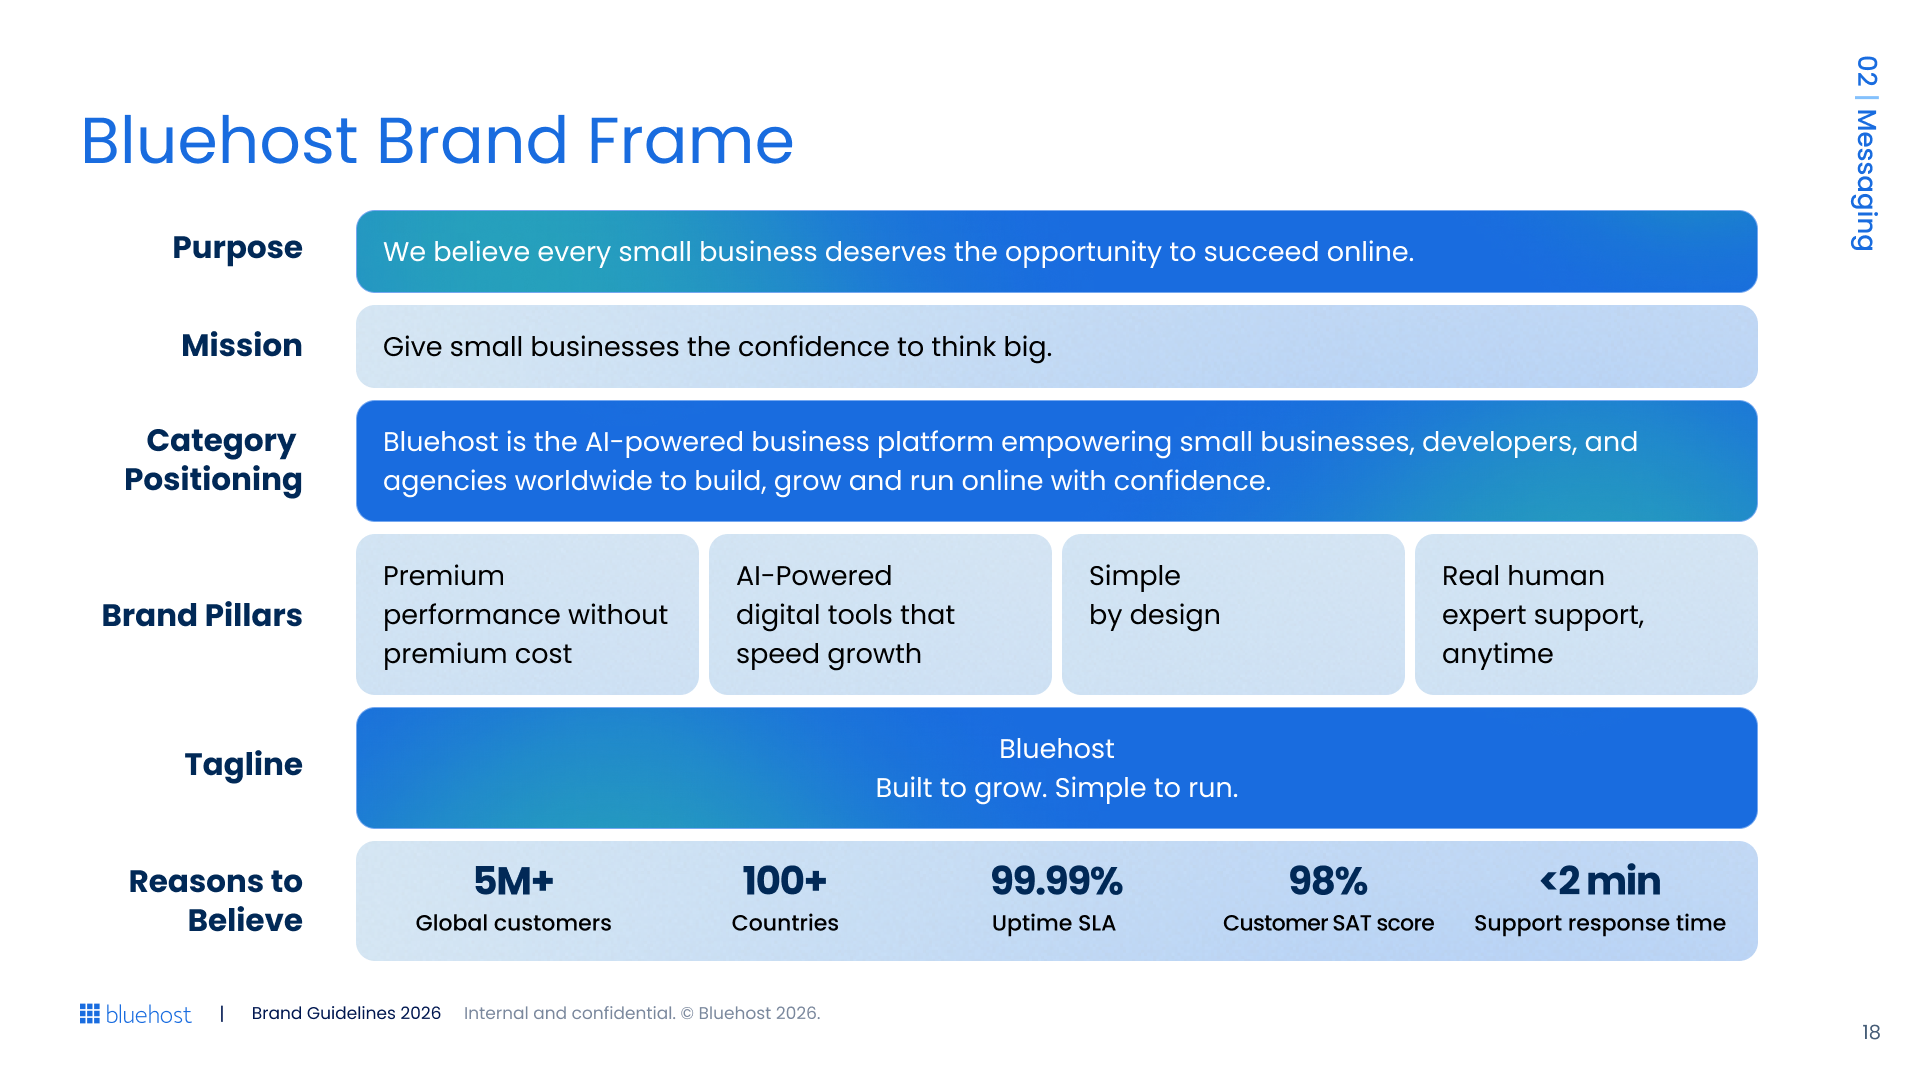 02 | Messaging
Bluehost Brand Frame
Purpose
We believe every small business deserves the opportunity to succeed online.
Mission
Give small businesses the confidence to think big.
Category
Positioning
Bluehost is the AI-powered business platform empowering small businesses, developers, and
agencies worldwide to build, grow and run online with confidence.
Brand Pillars
Premium
performance without
premium cost
AI-Powered
digital tools that
speed growth
Simple
by design
Real human
expert support,
anytime
Tagline
Bluehost
Built to grow. Simple to run.
Reasons to
Believe
5M+
Global customers
100+
Countries
99.99%
Uptime SLA
98%
Customer SAT score
<2 min
Support response time
bluehost | Brand Guidelines 2026 Internal and confidential. © Bluehost 2026.
18